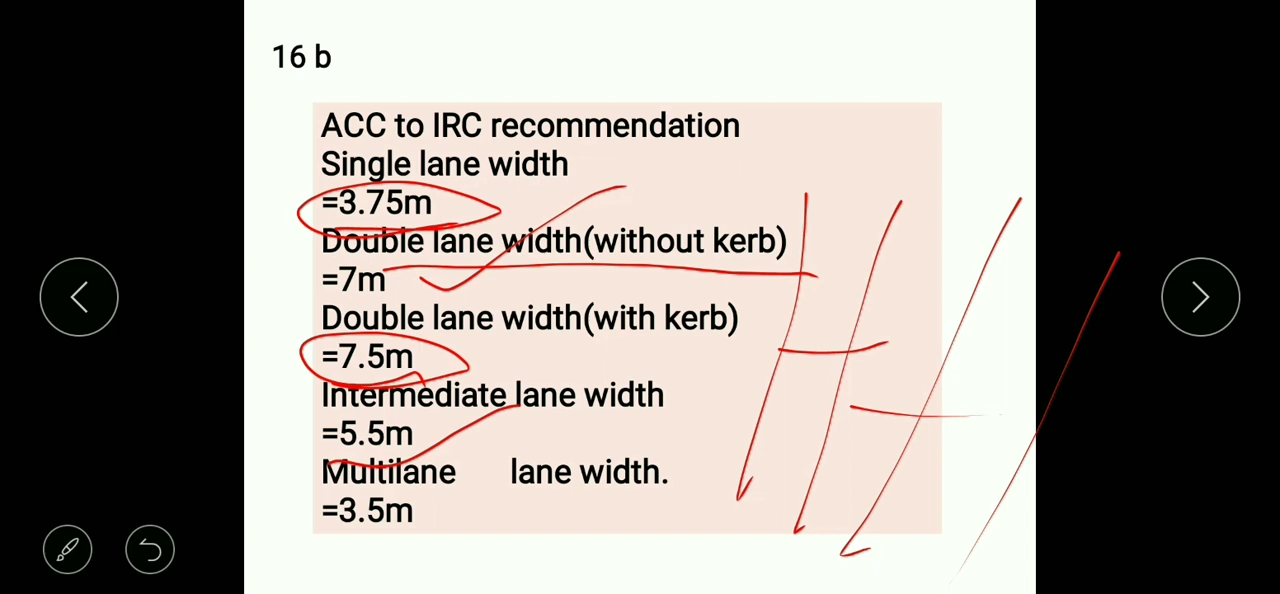 16 b
ACC to IRC recommendation
Single lane width
=3.75m
Double lane width(without kerb)
=7m
Double lane width(with kerb)
=7.5m
Intermediate lane width
=5.5m
Multilane lane width.
=3.5m